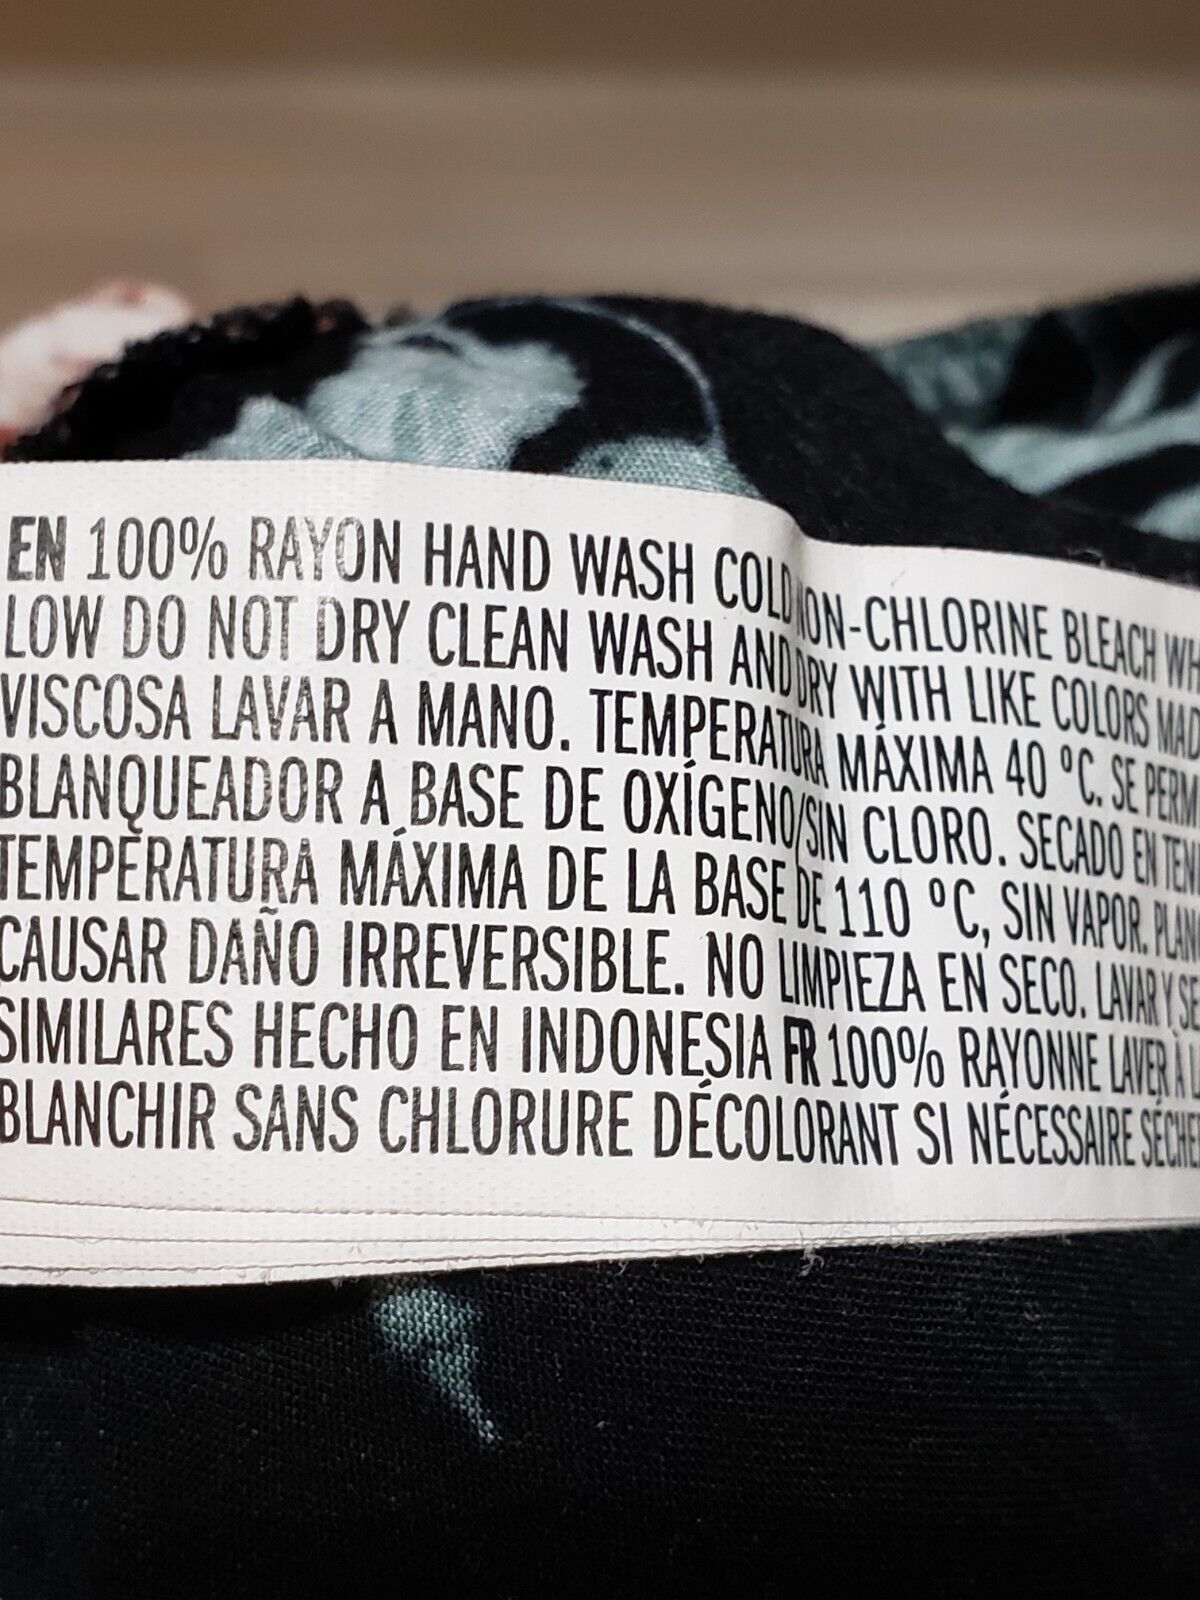 EN 100% RAYON HAND WASH COLD NON-CHLORINE BLEACH
LOW DO NOT DRY CLEAN WASH AND DRY WITH LIKE COLORS
VISCOSA LAVAR A MANO. TEMPERATURA MÁXIMA 40 °C. SE
BLANQUEADOR A BASE DE OXÍGENO/SIN CLORO. SECADO EN
TEMPERATURA MÁXIMA DE LA BASE DE 110 °C, SIN VAPOR.
CAUSAR DAÑO IRREVERSIBLE. NO LIMPIEZA EN SECO. LAVAR Y
SIMILARES HECHO EN INDONESIA FR 100% RAYONNE LAVER À
BLANCHIR SANS CHLORURE DÉCOLORANT SI NÉCESSAIRE